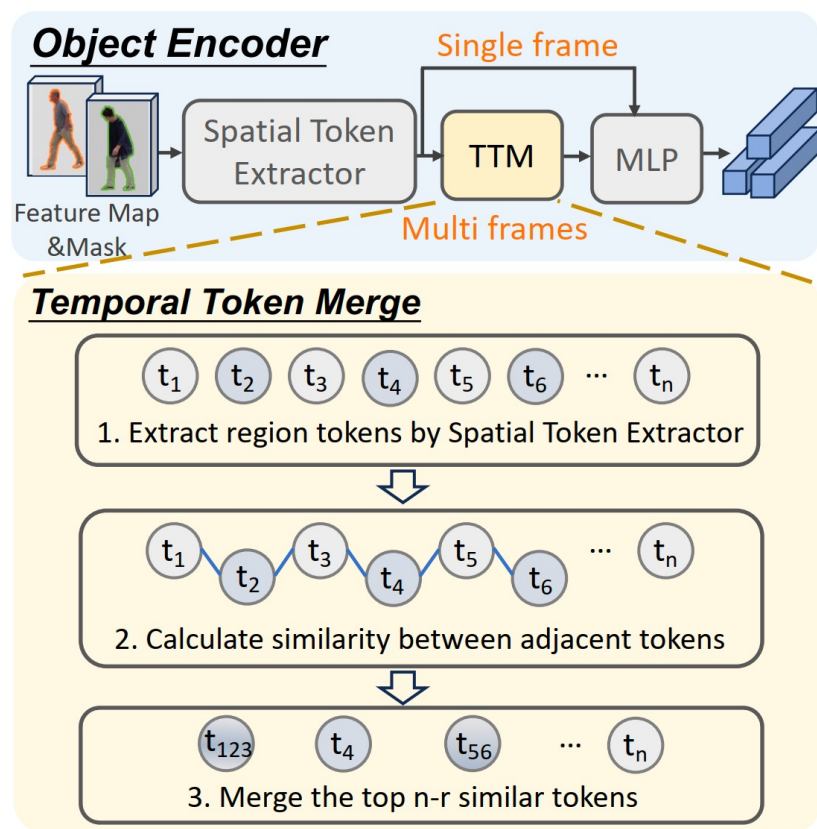 Object Encoder
Single frame
Spatial Token
Extractor
TTM
MLP
Feature Map
&Mask
Multi frames
Temporal Token Merge
t1 t2 t3 t4 t5 t6 ... tn
1. Extract region tokens by Spatial Token Extractor
t1 t2 t3 t4 t5 t6 ... tn
2. Calculate similarity between adjacent tokens
t123 t4 t56 ... tn
3. Merge the top n-r similar tokens